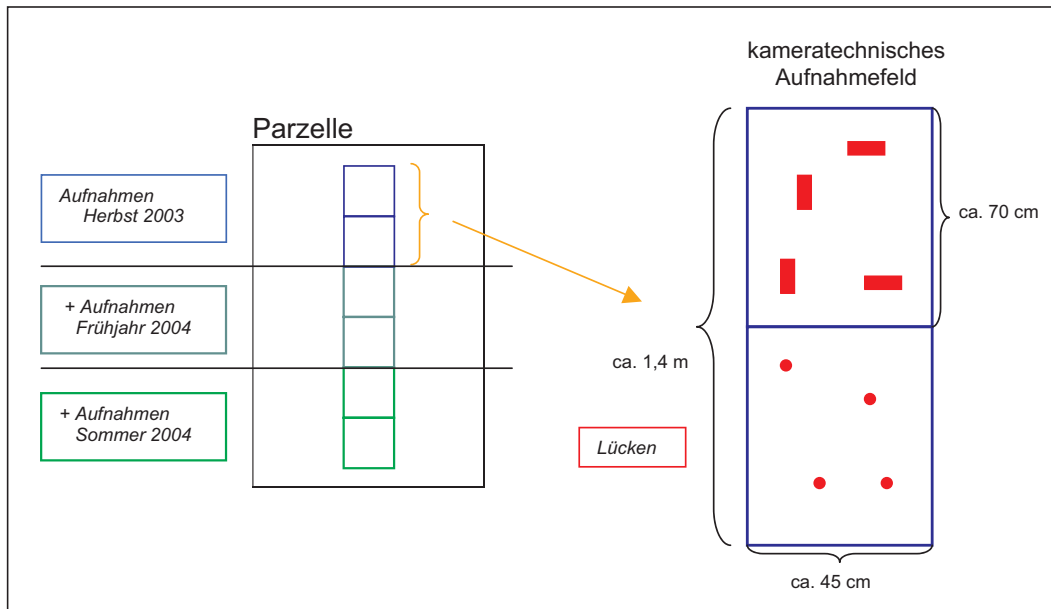 Parzelle
Aufnahmen
Herbst 2003
+ Aufnahmen
Frühjahr 2004
+ Aufnahmen
Sommer 2004
kameratechnisches
Aufnahmefeld
ca. 70 cm
ca. 1,4 m
Lücken
ca. 45 cm